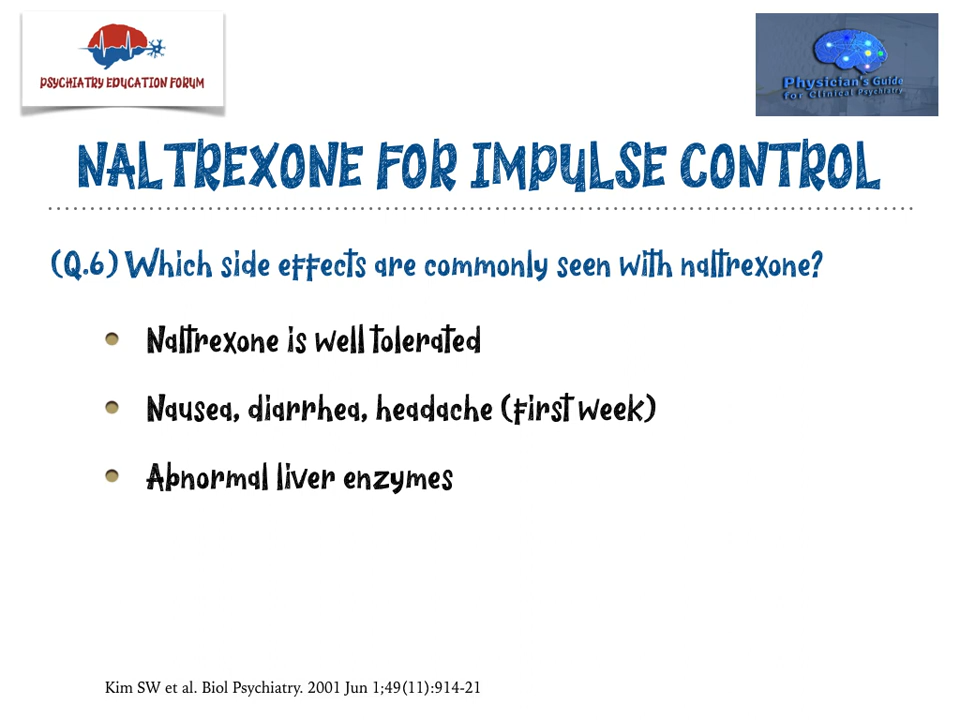 PSYCHIATRY EDUCATION FORUM
Physician's Guide
for Clinical Psychiatry
NALTREXONE FOR IMPULSE CONTROL
(Q.6) Which side effects are commonly seen with naltrexone?
Naltrexone is well tolerated
Nausea, diarrhea, headache (first week)
Abnormal liver enzymes
Kim SW et al. Biol Psychiatry. 2001 Jun 1;49(11):914-21